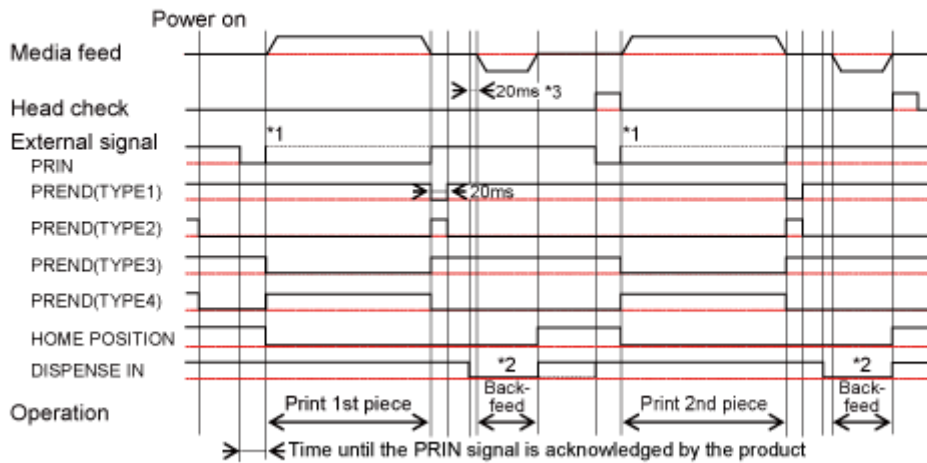 Power on
Media feed
20ms *3
Head check
*1
*1
External signal
PRIN
PREND(TYPE1)
20ms
PREND(TYPE2)
PREND(TYPE3)
PREND(TYPE4)
HOME POSITION
DISPENSE IN
*2
*2
Operation
Print 1st piece
Back-
feed
Print 2nd piece
Back-
feed
Time until the PRIN signal is acknowledged by the product